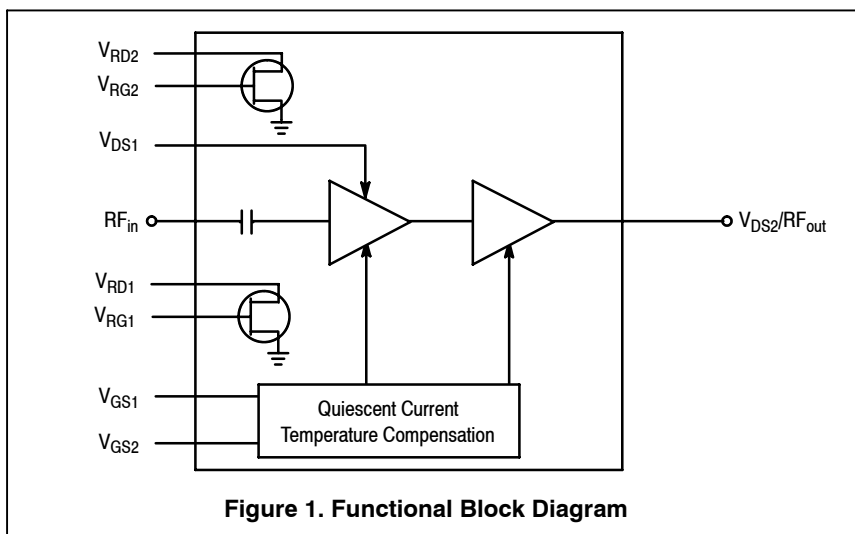 VRD2
VRG2
VDS1
RFin
VDS2/RFout
VRD1
VRG1
VGS1
VGS2
Quiescent Current
Temperature Compensation
Figure 1. Functional Block Diagram